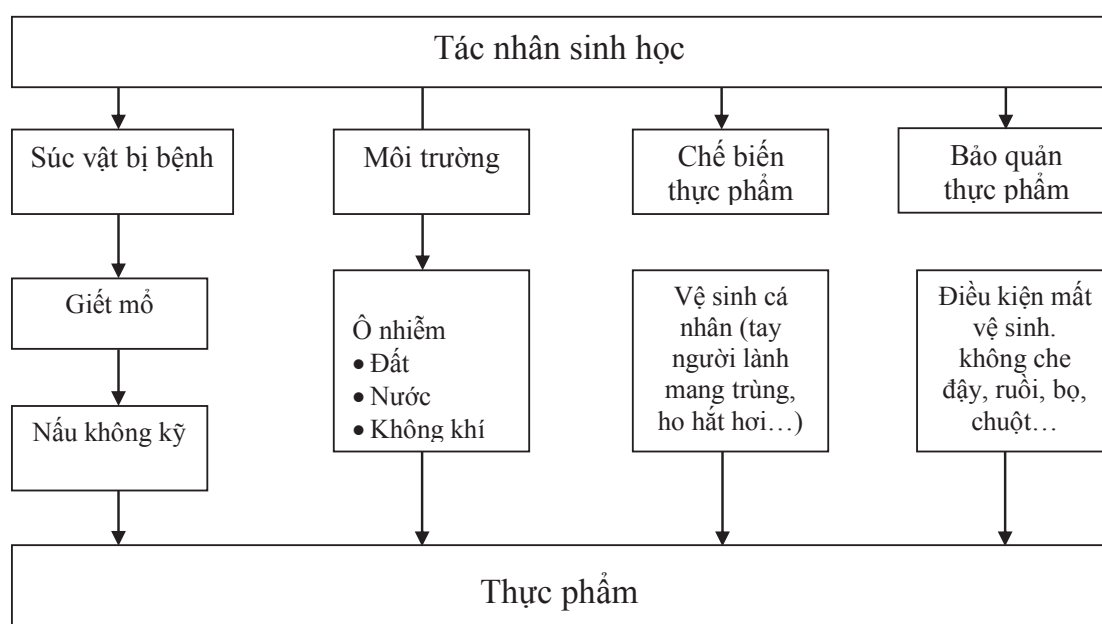 Tác nhân sinh học
Súc vật bị bệnh
Môi trường
Chế biến
thực phẩm
Bảo quản
thực phẩm
Giết mổ
Nấu không kỹ
Ô nhiễm
• Đất
• Nước
• Không khí
Vệ sinh cá
nhân (tay
người lành
mang trùng,
ho hắt hơi…)
Điều kiện mất
vệ sinh.
không che
đậy, ruồi, bọ,
chuột…
Thực phẩm